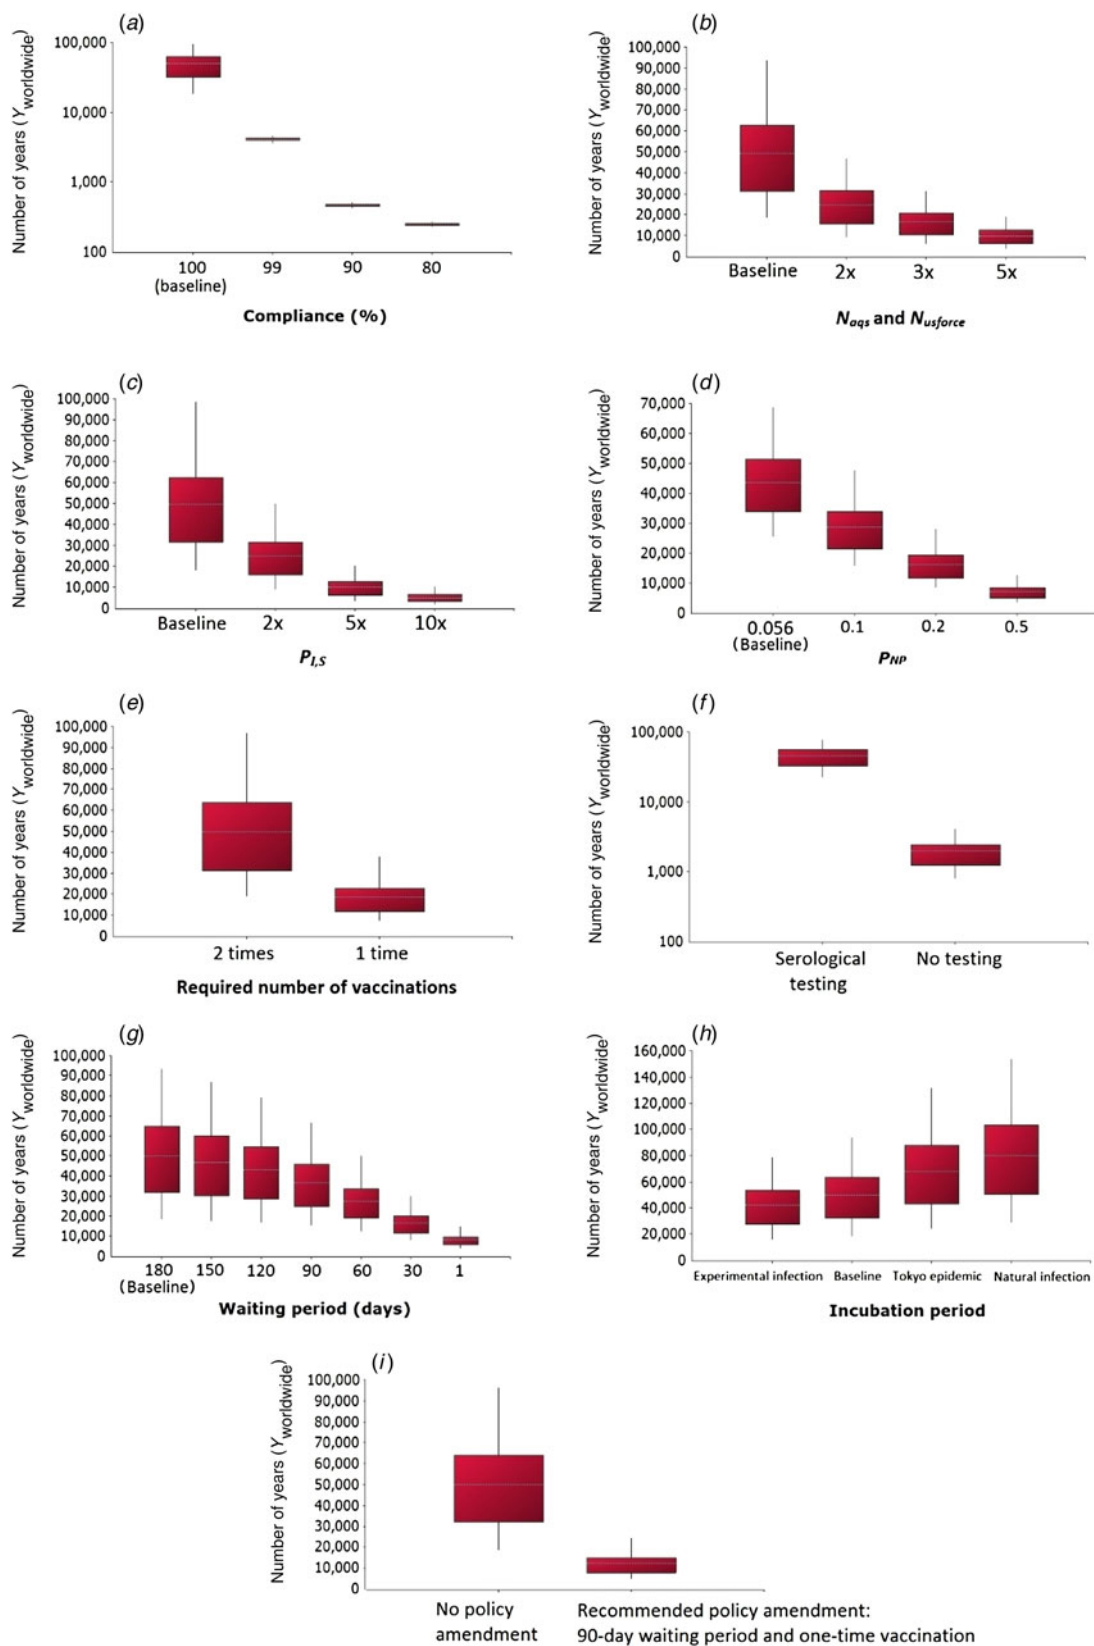 (a)
Number of years (Yworldwide)
100,000
10,000
1,000
100
100 99 90 80
(baseline)
Compliance (%)
(b)
Number of years (Yworldwide)
100,000
90,000
80,000
70,000
60,000
50,000
40,000
30,000
20,000
10,000
0
Baseline 2x 3x 5x
Naqs and Nusforce
(c)
Number of years (Yworldwide)
100,000
90,000
80,000
70,000
60,000
50,000
40,000
30,000
20,000
10,000
0
Baseline 2x 5x 10x
PI,S
(d)
Number of years (Yworldwide)
70,000
60,000
50,000
40,000
30,000
20,000
10,000
0
0.056 0.1 0.2 0.5
(Baseline)
PNP
(e)
Number of years (Yworldwide)
100,000
90,000
80,000
70,000
60,000
50,000
40,000
30,000
20,000
10,000
0
2 times 1 time
Required number of vaccinations
(f)
Number of years (Yworldwide)
100,000
10,000
1,000
100
Serological No testing
testing
(g)
Number of years (Yworldwide)
100,000
90,000
80,000
70,000
60,000
50,000
40,000
30,000
20,000
10,000
0
180 150 120 90 60 30 1
(Baseline)
Waiting period (days)
(h)
Number of years (Yworldwide)
160,000
140,000
120,000
100,000
80,000
60,000
40,000
20,000
0
Experimental infection Baseline Tokyo epidemic Natural infection
Incubation period
(i)
Number of years (Yworldwide)
100,000
90,000
80,000
70,000
60,000
50,000
40,000
30,000
20,000
10,000
0
No policy Recommended policy amendment:
amendment 90-day waiting period and one-time vaccination